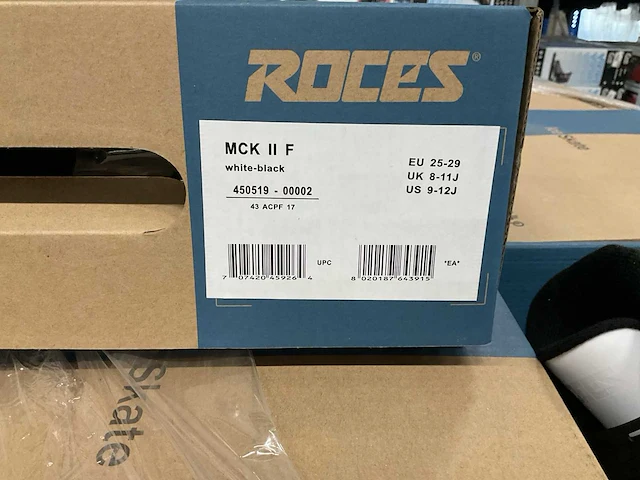 ROCES®
MCK II F
white-black
450519 - 00002
43 ACPF 17
EU 25-29
UK 8-11J
US 9-12J
UPC
7 07420 45926 4
*EA*
8 020187 643915
Skate